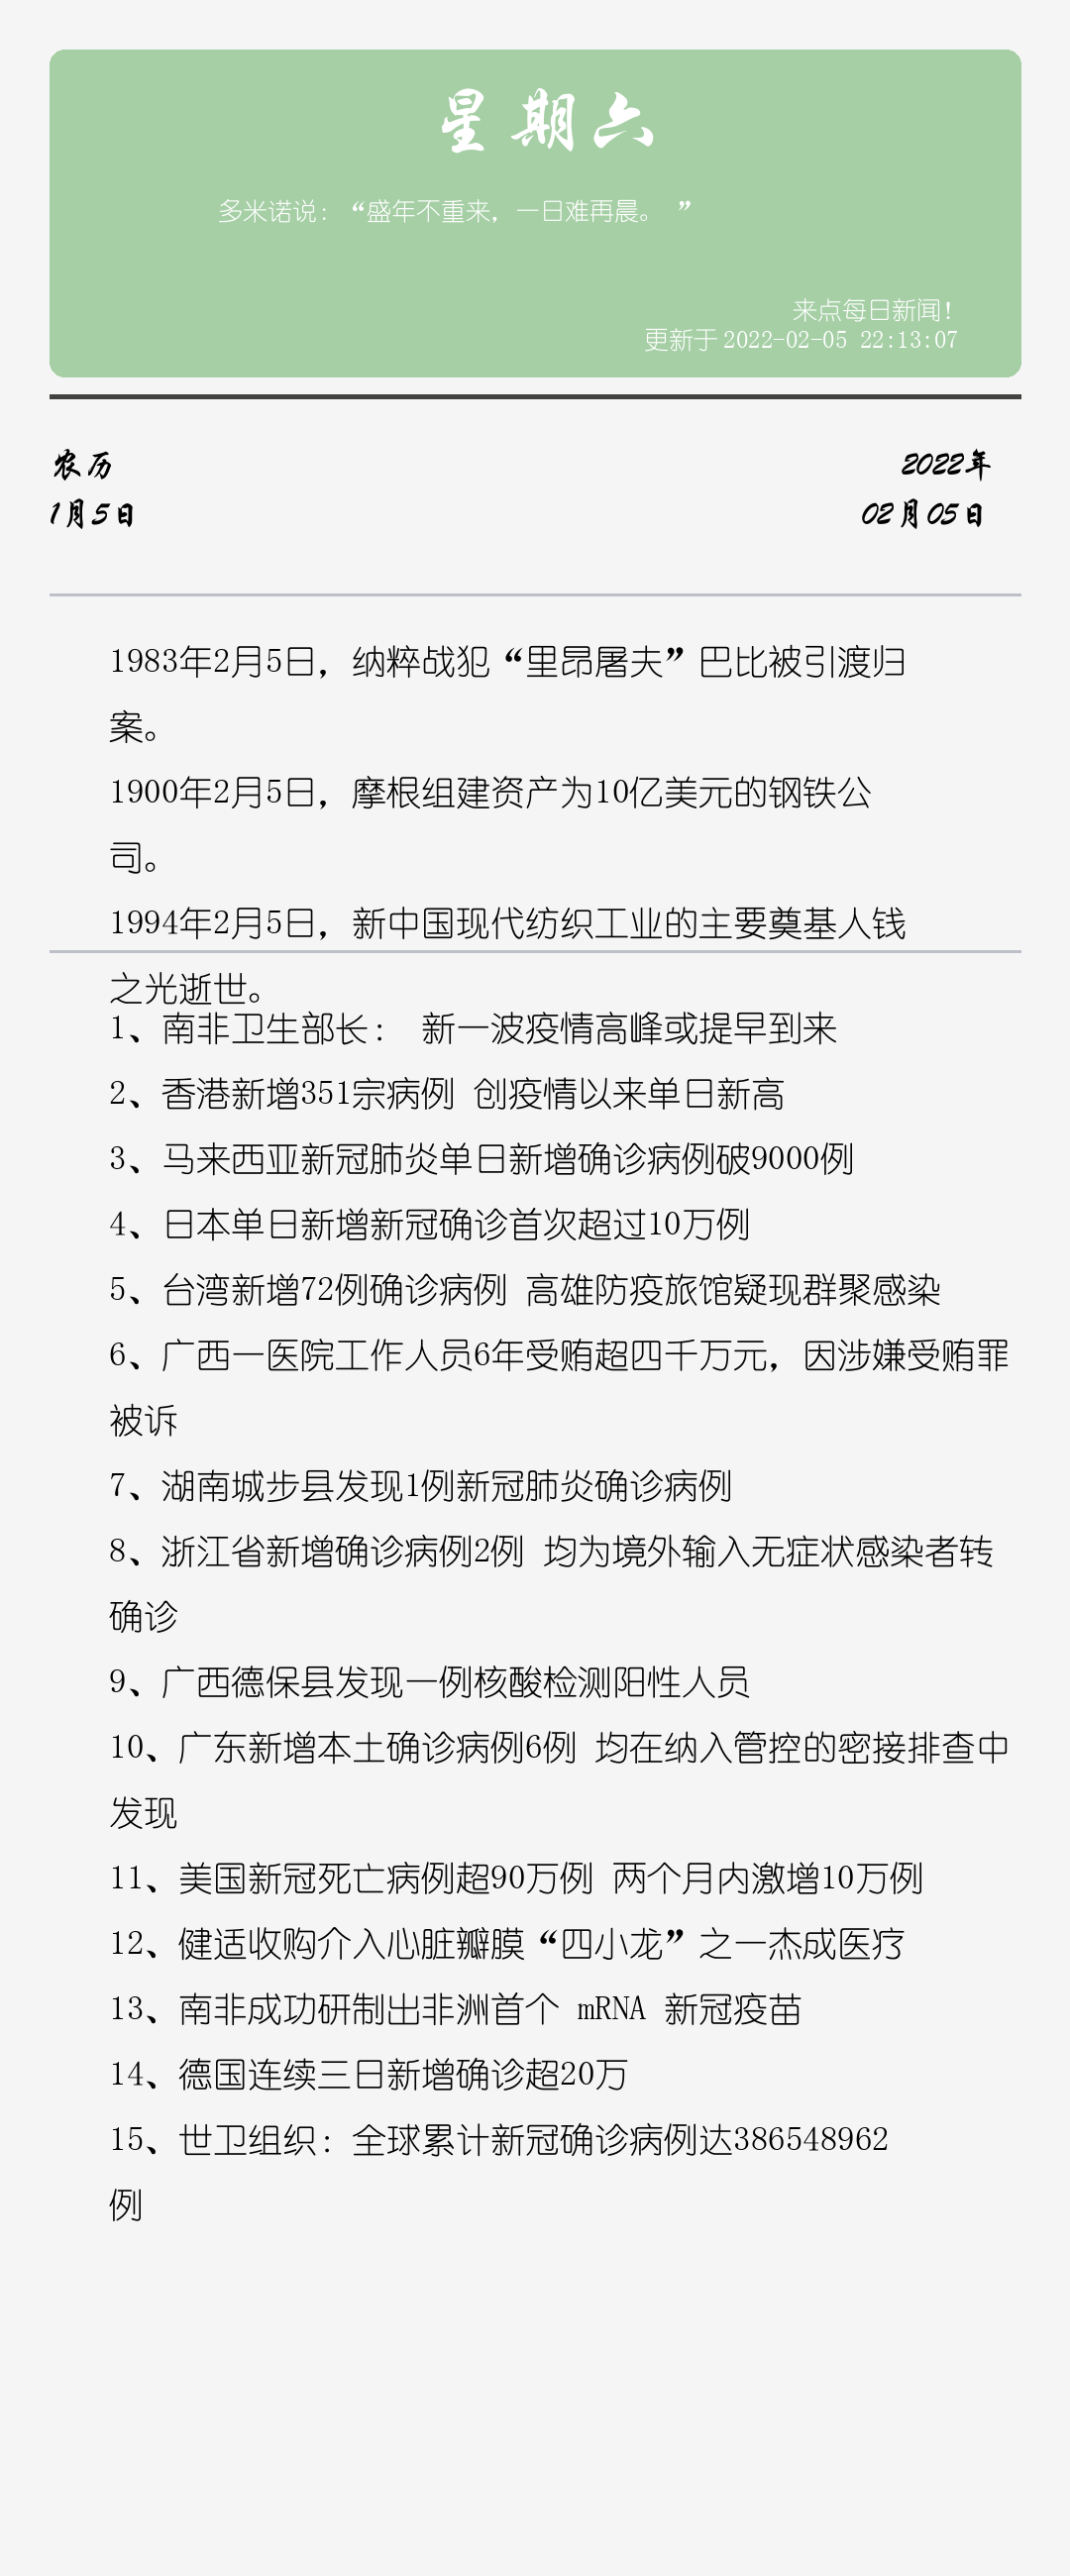 星期六
多米诺说：“盛年不重来，一日难再晨。 ”
来点每日新闻！
更新于 2022-02-05 22:13:07
农历
2022年
1月5日
02月05日
1983年2月5日，纳粹战犯“里昂屠夫”巴比被引渡归
案。
1900年2月5日，摩根组建资产为10亿美元的钢铁公
司。
1994年2月5日，新中国现代纺织工业的主要奠基人钱
之光逝世。
1、南非卫生部长： 新一波疫情高峰或提早到来
2、香港新增351宗病例 创疫情以来单日新高
3、马来西亚新冠肺炎单日新增确诊病例破9000例
4、日本单日新增新冠确诊首次超过10万例
5、台湾新增72例确诊病例 高雄防疫旅馆疑现群聚感染
6、广西一医院工作人员6年受贿超四千万元，因涉嫌受贿罪
被诉
7、湖南城步县发现1例新冠肺炎确诊病例
8、浙江省新增确诊病例2例 均为境外输入无症状感染者转
确诊
9、广西德保县发现一例核酸检测阳性人员
10、广东新增本土确诊病例6例 均在纳入管控的密接排查中
发现
11、美国新冠死亡病例超90万例 两个月内激增10万例
12、健适收购介入心脏瓣膜“四小龙”之一杰成医疗
13、南非成功研制出非洲首个 mRNA 新冠疫苗
14、德国连续三日新增确诊超20万
15、世卫组织：全球累计新冠确诊病例达386548962
例